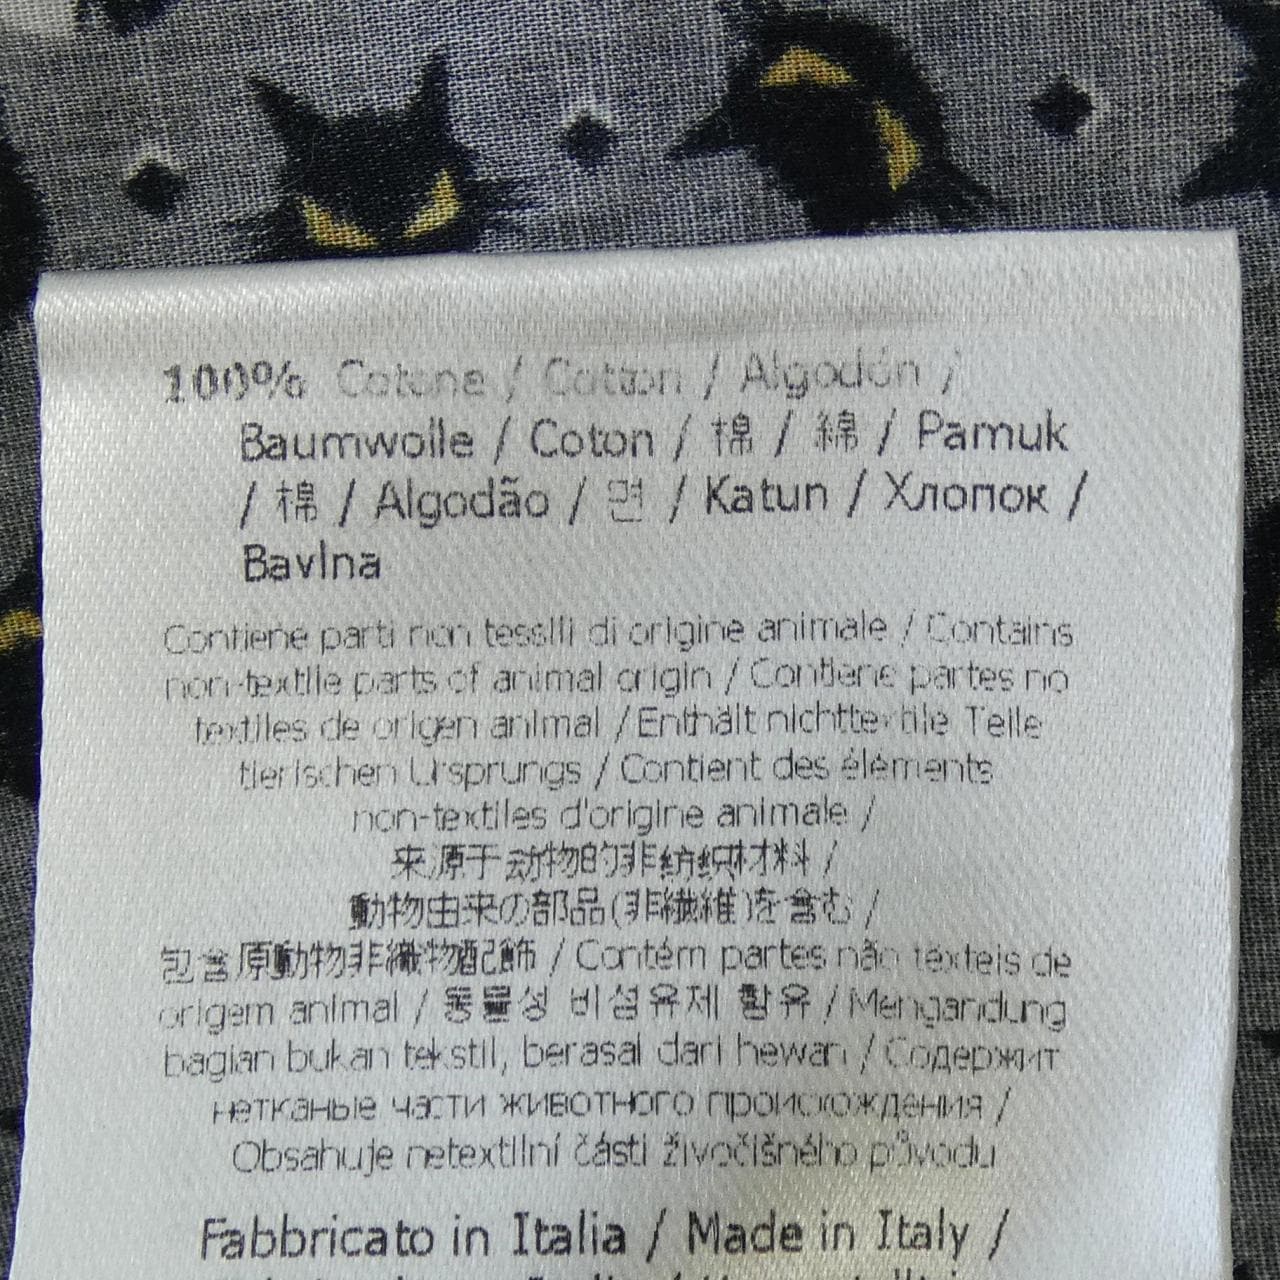 100% Cotone / Cotton / Algodón /
Baumwolle / Coton / 棉 / 綿 / Pamuk
/ 棉 / Algodão / 면 / Katun / Хлопок /
Bavlna
Contiene parti non tessili di origine animale / Contains
non-textile parts of animal origin / Contiene partes no
textiles de origen animal / Enthält nichttextile Teile
tierischen Ursprungs / Contient des éléments
non-textiles d'origine animale /
来源于动物的非纺织材料 /
動物由来の部品(非繊維)を含む /
包含原動物非織物配飾 / Contém partes não têxteis de
origem animal / 동물성 비섬유제 함유 / Mengandung
bagian bukan tekstil, berasal dari hewan / Содержит
нетканые части животного происхождения /
Obsahuje netextilní části živočišného původu
Fabbricato in Italia / Made in Italy /